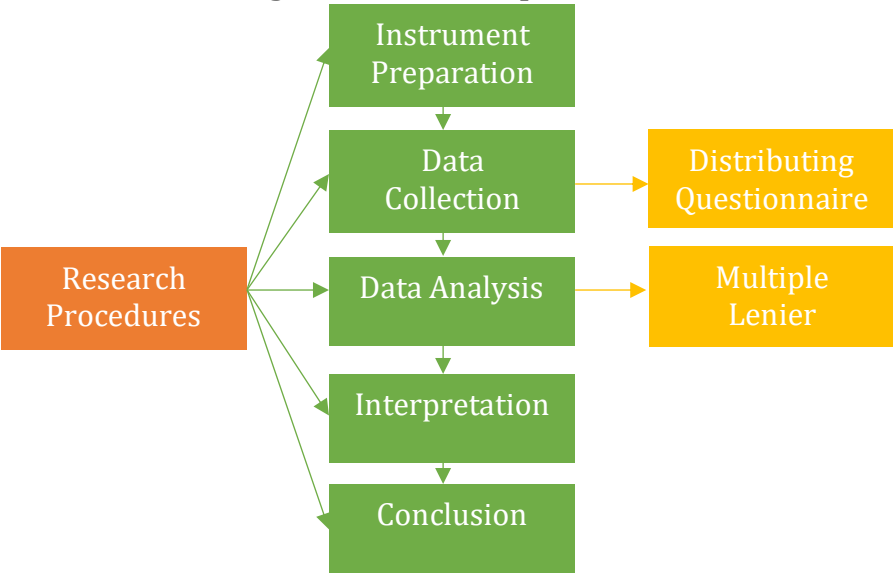 Instrument
Preparation
Data
Collection
Distributing
Questionnaire
Research
Procedures
Data Analysis
Multiple
Lenier
Interpretation
Conclusion